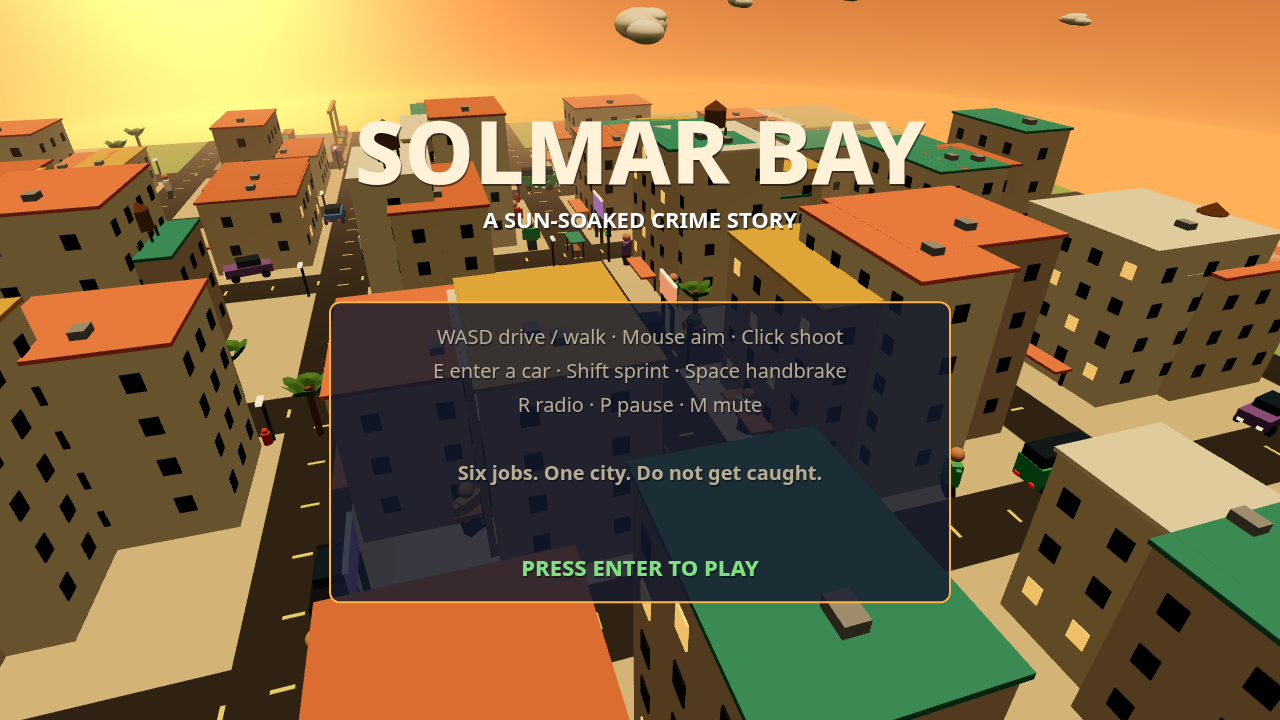 SOLMAR BAY
A SUN-SOAKED CRIME STORY
WASD drive / walk · Mouse aim · Click shoot
E enter a car · Shift sprint · Space handbrake
R radio · P pause · M mute
Six jobs. One city. Do not get caught.
PRESS ENTER TO PLAY